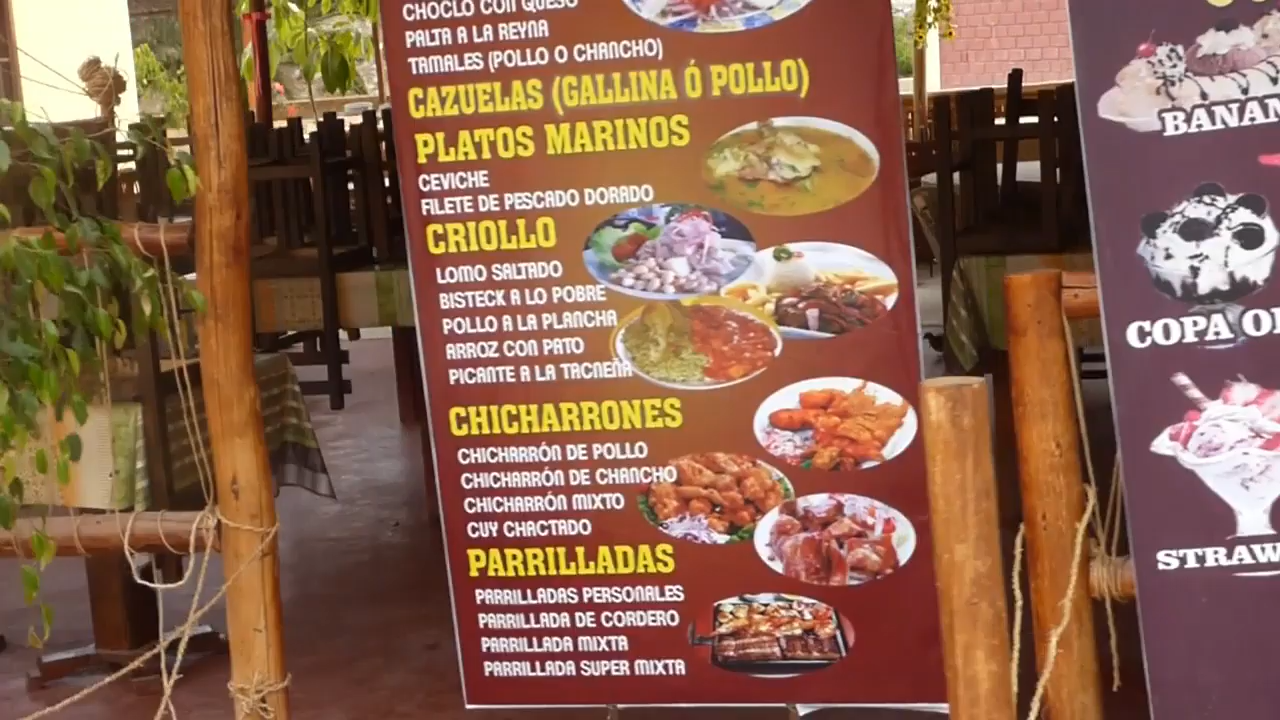 CHOCLO CON QUESO
PALTA A LA REYNA
TAMALES (POLLO O CHANCHO)
CAZUELAS (GALLINA Ó POLLO)
PLATOS MARINOS
CEVICHE
FILETE DE PESCADO DORADO
CRIOLLO
LOMO SALTADO
BISTECK A LO POBRE
POLLO A LA PLANCHA
ARROZ CON PATO
PICANTE A LA TACNEÑA
CHICHARRONES
CHICHARRÓN DE POLLO
CHICHARRÓN DE CHANCHO
CHICHARRÓN MIXTO
CUY CHACTADO
PARRILLADAS
PARRILLADAS PERSONALES
PARRILLADA DE CORDERO
PARRILLADA MIXTA
PARRILLADA SUPER MIXTA
BANAN
COPA O
STRAW